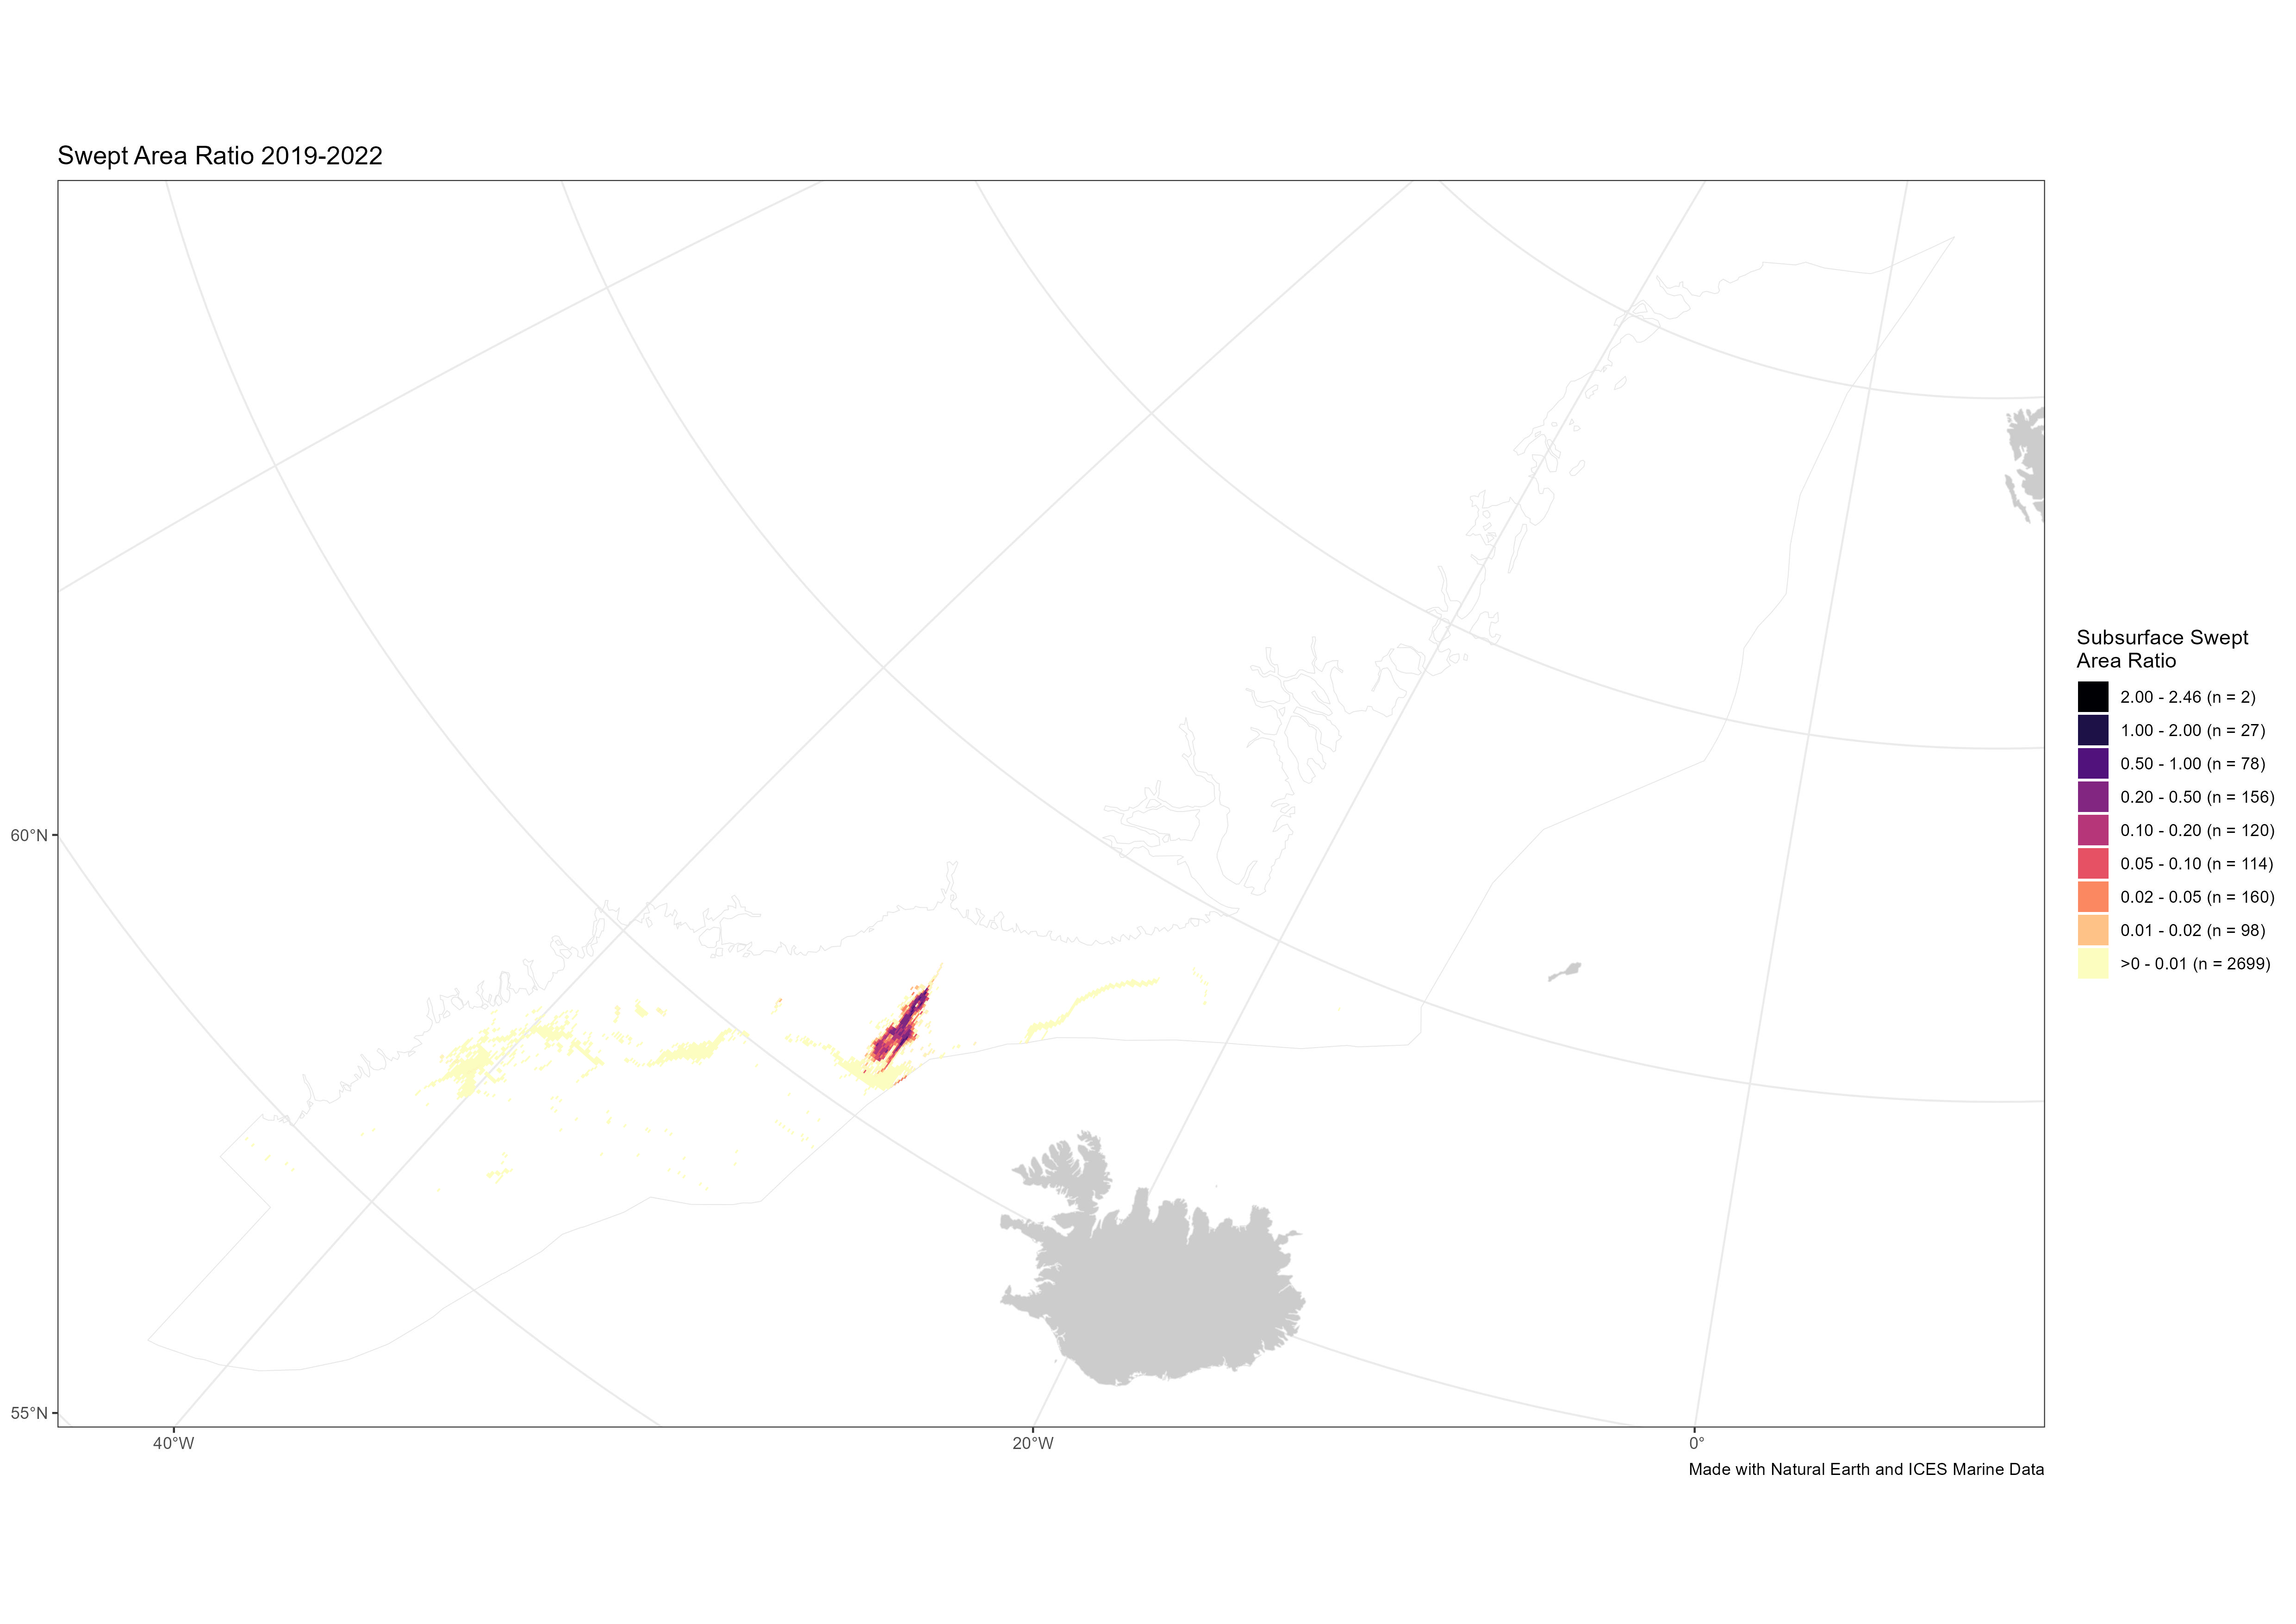 Swept Area Ratio 2019-2022
60°N
55°N
40°W
20°W
0°
Subsurface Swept
Area Ratio
2.00 - 2.46 (n = 2)
1.00 - 2.00 (n = 27)
0.50 - 1.00 (n = 78)
0.20 - 0.50 (n = 156)
0.10 - 0.20 (n = 120)
0.05 - 0.10 (n = 114)
0.02 - 0.05 (n = 160)
0.01 - 0.02 (n = 98)
>0 - 0.01 (n = 2699)
Made with Natural Earth and ICES Marine Data